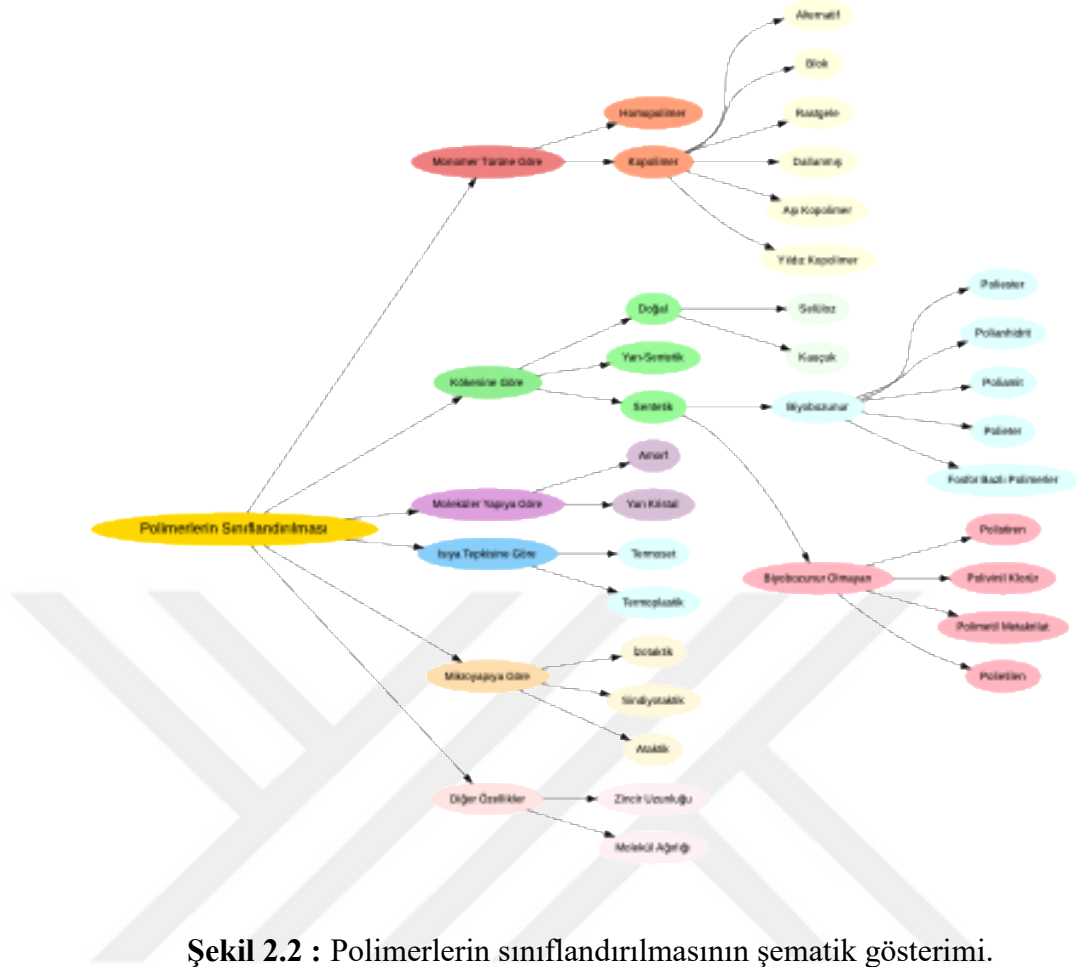 Alternatif
Blok
Rastgele
Dallanmış
Aşı Kopolimer
Yıldız Kopolimer
Homopolimer
Kopolimer
Monomer Türüne Göre
Doğal
Yarı-Sentetik
Sentetik
Selüloz
Kauçuk
Kökenine Göre
Biyobozunur
Poliester
Polianhidrit
Poliamit
Polieter
Fosfor Bazlı Polimerler
Amorf
Yarı Kristal
Moleküler Yapıya Göre
Polimerlerin Sınıflandırılması
Isıya Tepkisine Göre
Termoset
Termoplastik
Biyobozunur Olmayan
Polistiren
Polivinil Klorür
Polimetil Metakrilat
Polietilen
Mikroyapıya Göre
İzotaktik
Sindiyotaktik
Ataktik
Diğer Özellikler
Zincir Uzunluğu
Molekül Ağırlığı
Şekil 2.2 : Polimerlerin sınıflandırılmasının şematik gösterimi.